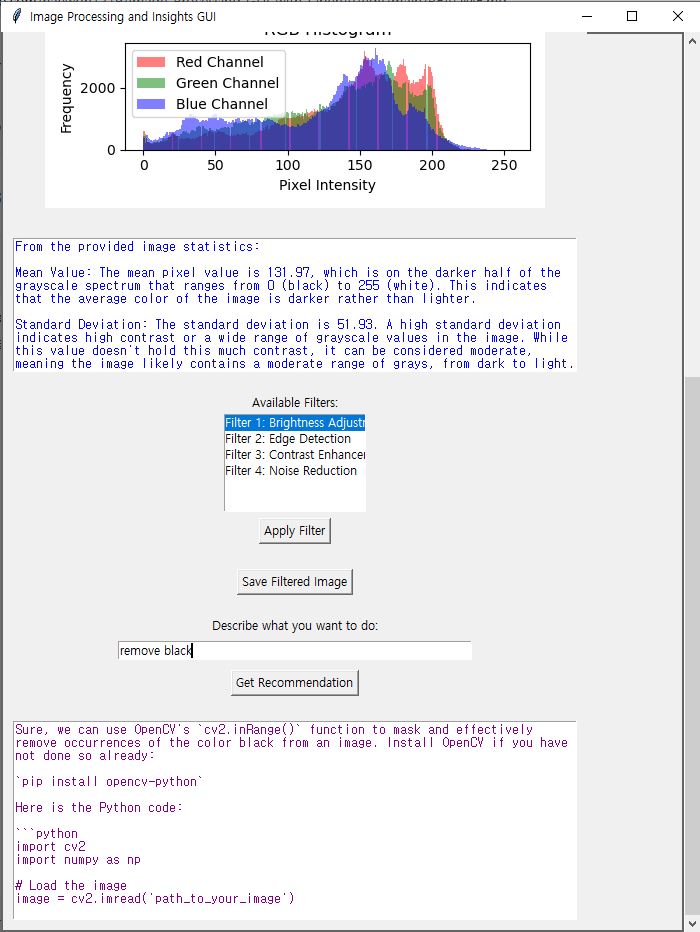 Image Processing and Insights GUI
RGB Histogram
Red Channel
Green Channel
Blue Channel
Frequency
2000
0
0
50
100
150
200
250
Pixel Intensity
From the provided image statistics:
Mean Value: The mean pixel value is 131.97, which is on the darker half of the
grayscale spectrum that ranges from 0 (black) to 255 (white). This indicates
that the average color of the image is darker rather than lighter.
Standard Deviation: The standard deviation is 51.93. A high standard deviation
indicates high contrast or a wide range of grayscale values in the image. While
this value doesn't hold this much contrast, it can be considered moderate,
meaning the image likely contains a moderate range of grays, from dark to light.
Available Filters:
Filter 1: Brightness Adjustr
Filter 2: Edge Detection
Filter 3: Contrast Enhancer
Filter 4: Noise Reduction
Apply Filter
Save Filtered Image
Describe what you want to do:
remove black
Get Recommendation
Sure, we can use OpenCV's `cv2.inRange()` function to mask and effectively
remove occurrences of the color black from an image. Install OpenCV if you have
not done so already:
`pip install opencv-python`
Here is the Python code:
```python
import cv2
import numpy as np
# Load the image
image = cv2.imread('path_to_your_image')